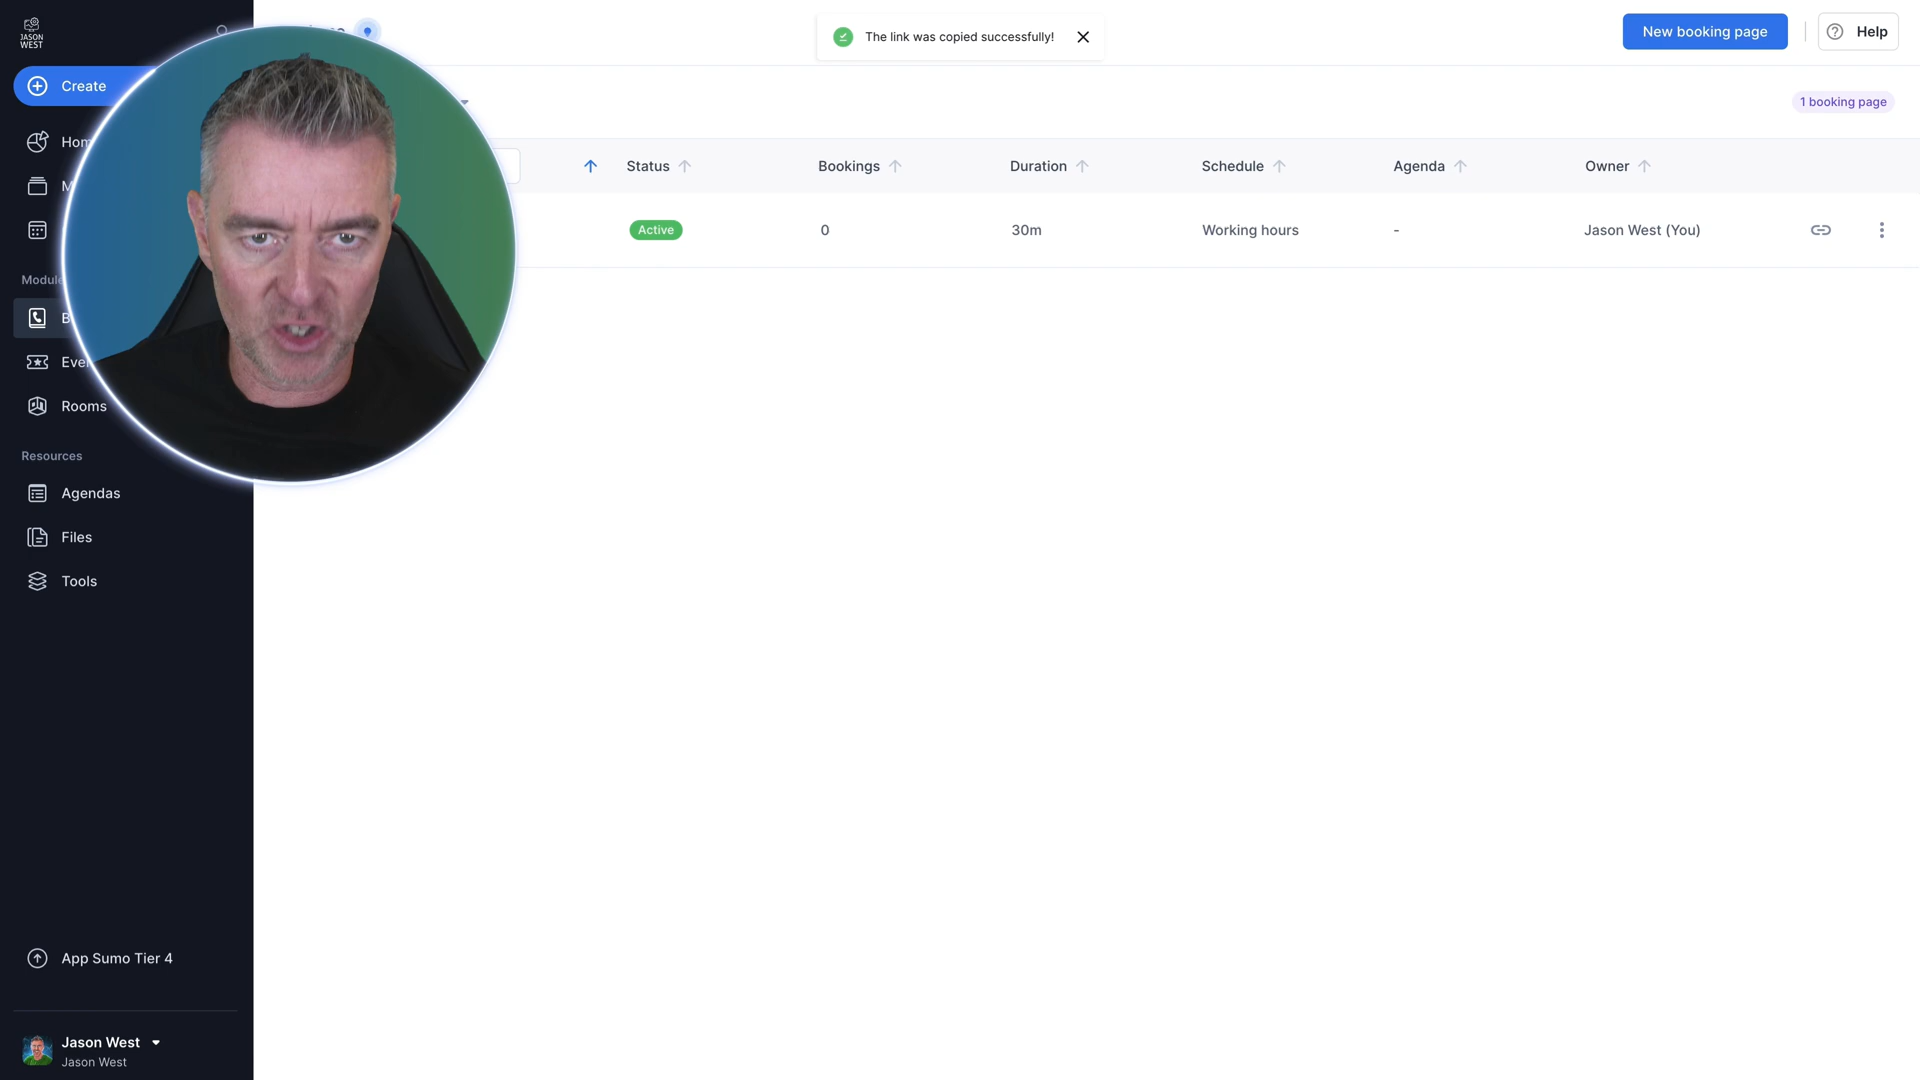 JASON
WEST
The link was copied successfully!
New booking page
Help
Create
1 booking page
Status
Bookings
Duration
Schedule
Agenda
Owner
Active
0
30m
Working hours
-
Jason West (You)
Rooms
Resources
Agendas
Files
Tools
App Sumo Tier 4
Jason West
Jason West